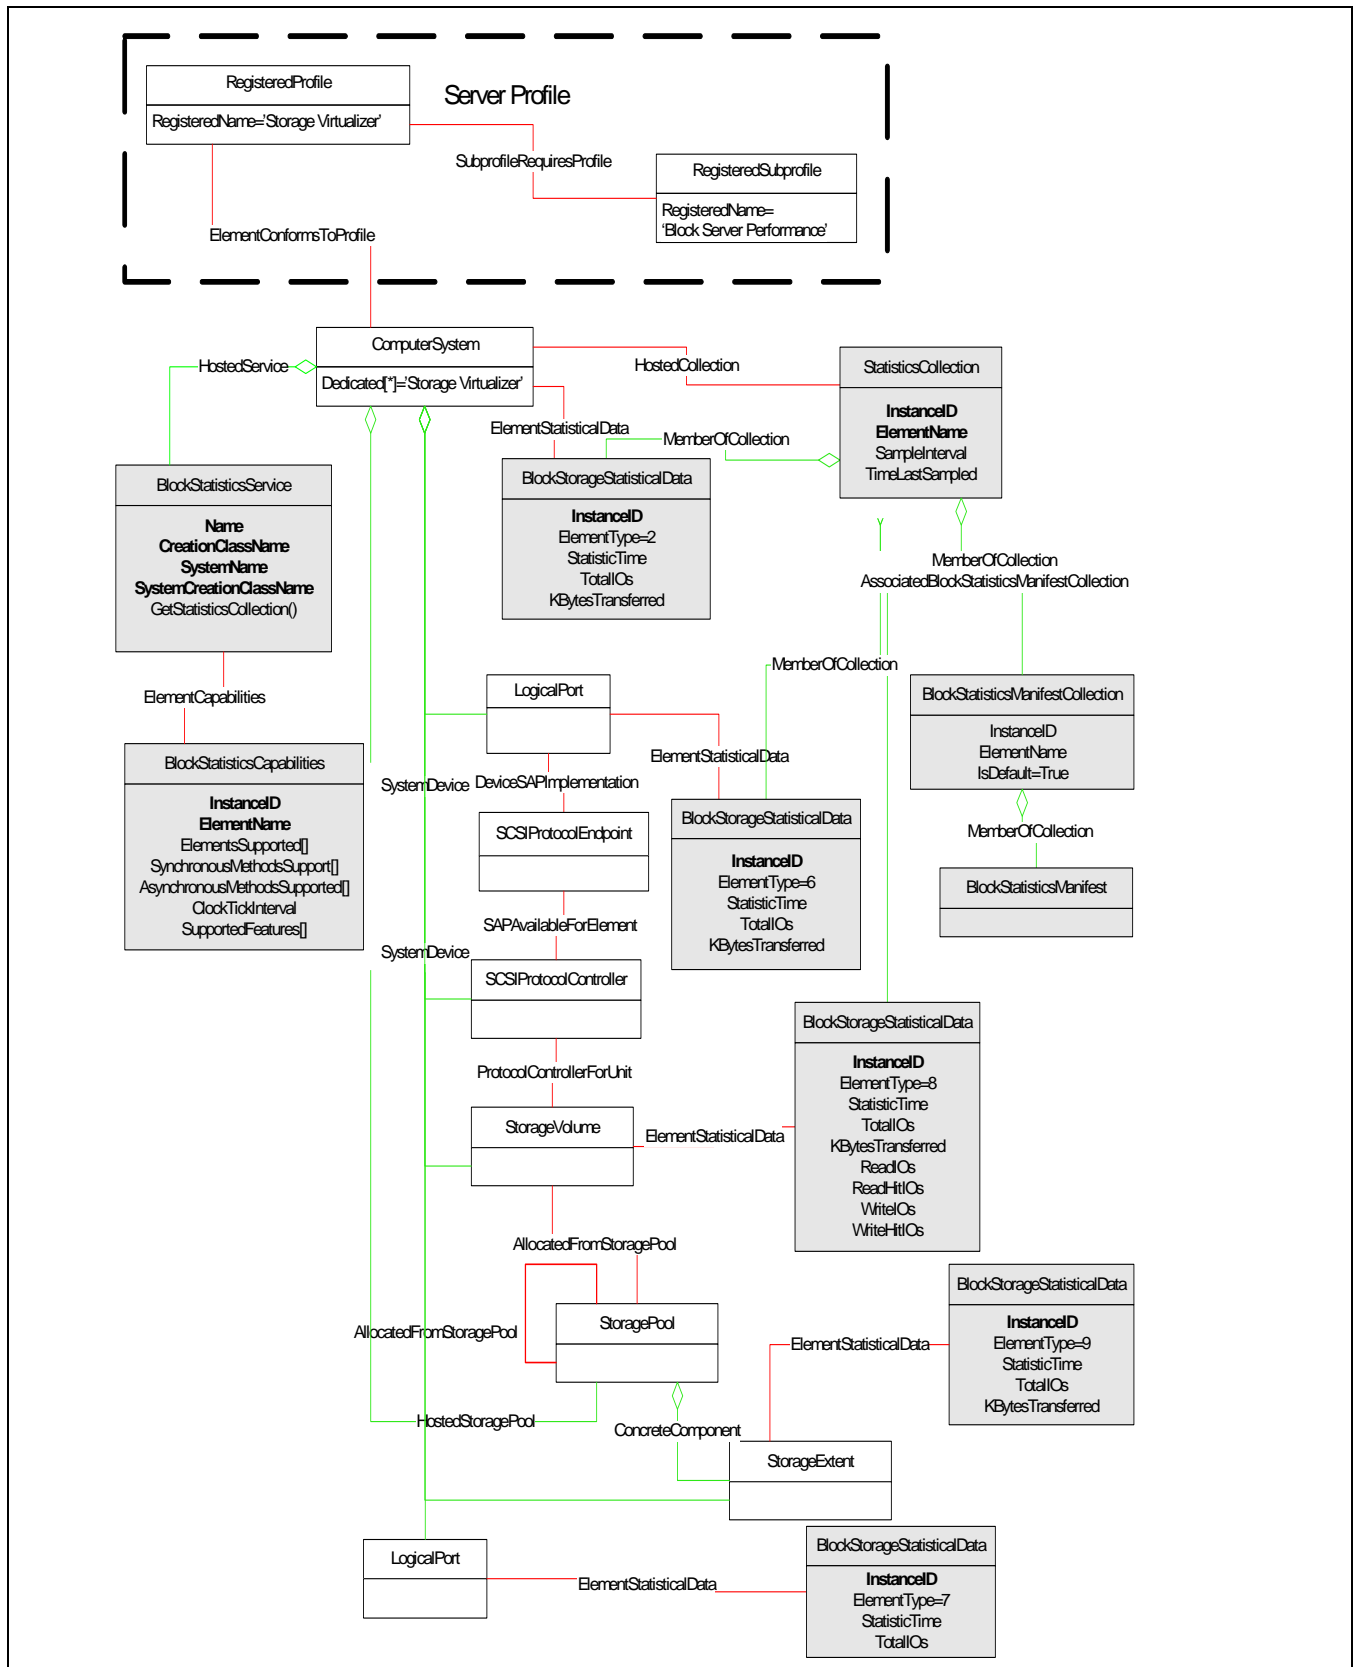 RegisteredProfile
RegisteredName='Storage Virtualizer'
Server Profile
SubprofileRequiresProfile
RegisteredSubprofile
RegisteredName=
'Block Server Performance'
ElementConformsToProfile
ComputerSystem
Dedicated[*]='Storage Virtualizer'
HostedService
HostedCollection
StatisticsCollection
InstanceID
ElementName
SampleInterval
TimeLastSampled
ElementStatisticalData
MemberOfCollection
BlockStatisticsService
Name
CreationClassName
SystemName
SystemCreationClassName
GetStatisticsCollection()
BlockStorageStatisticalData
InstanceID
ElementType=2
StatisticTime
TotalIOs
KBytesTransferred
MemberOfCollection
AssociatedBlockStatisticsManifestCollection
MemberOfCollection
ElementCapabilities
LogicalPort
BlockStatisticsManifestCollection
InstanceID
ElementName
IsDefault=True
ElementStatisticalData
BlockStatisticsCapabilities
InstanceID
ElementName
ElementsSupported[]
SynchronousMethodsSupport[]
AsynchronousMethodsSupported[]
ClockTickInterval
SupportedFeatures[]
SystemDevice
DeviceSAPImplementation
SCSIProtocolEndpoint
BlockStorageStatisticalData
InstanceID
ElementType=6
StatisticTime
TotalIOs
KBytesTransferred
MemberOfCollection
BlockStatisticsManifest
SAPAvailableForElement
SystemDevice
SCSIProtocolController
BlockStorageStatisticalData
InstanceID
ElementType=8
StatisticTime
TotalIOs
KBytesTransferred
ReadIOs
ReadHitIOs
WriteIOs
WriteHitIOs
ProtocolControllerForUnit
StorageVolume
ElementStatisticalData
AllocatedFromStoragePool
BlockStorageStatisticalData
InstanceID
ElementType=9
StatisticTime
TotalIOs
KBytesTransferred
StoragePool
AllocatedFromStoragePool
ElementStatisticalData
HostedStoragePool
ConcreteComponent
StorageExtent
LogicalPort
ElementStatisticalData
BlockStorageStatisticalData
InstanceID
ElementType=7
StatisticTime
TotalIOs